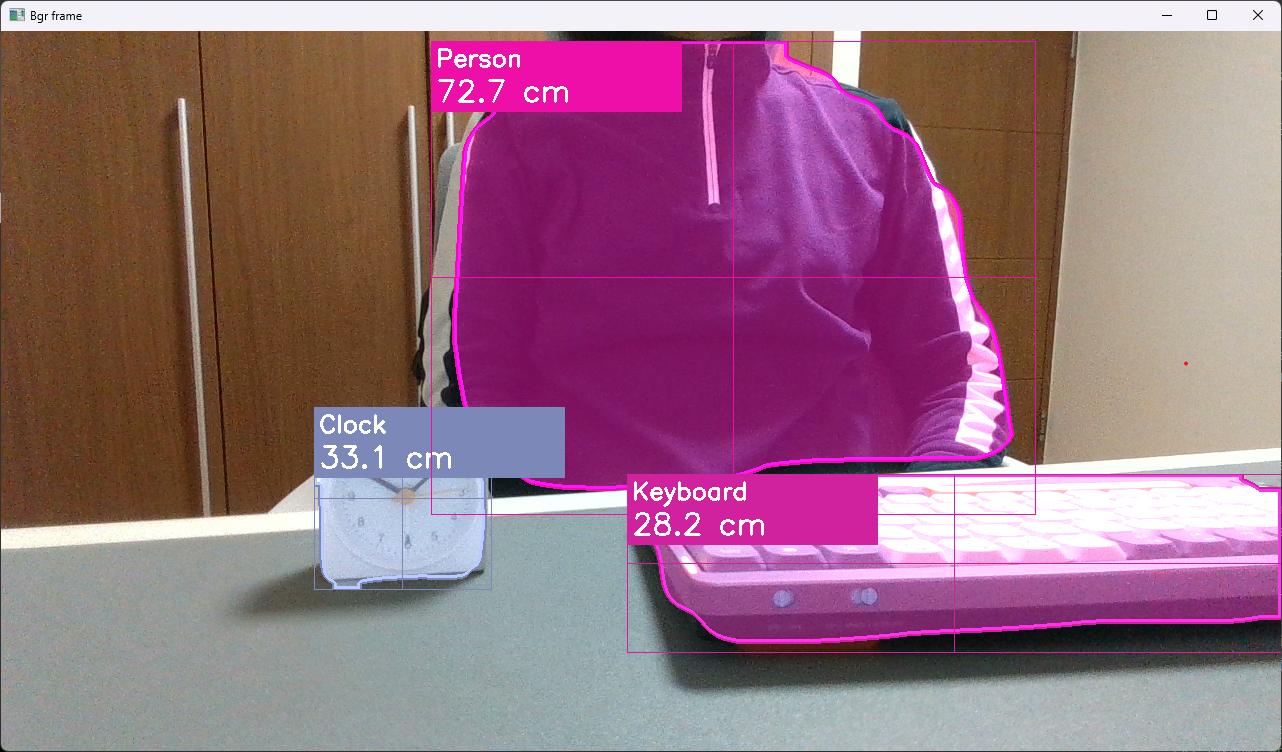 Bgr frame
Person
72.7 cm
Clock
33.1 cm
Keyboard
28.2 cm